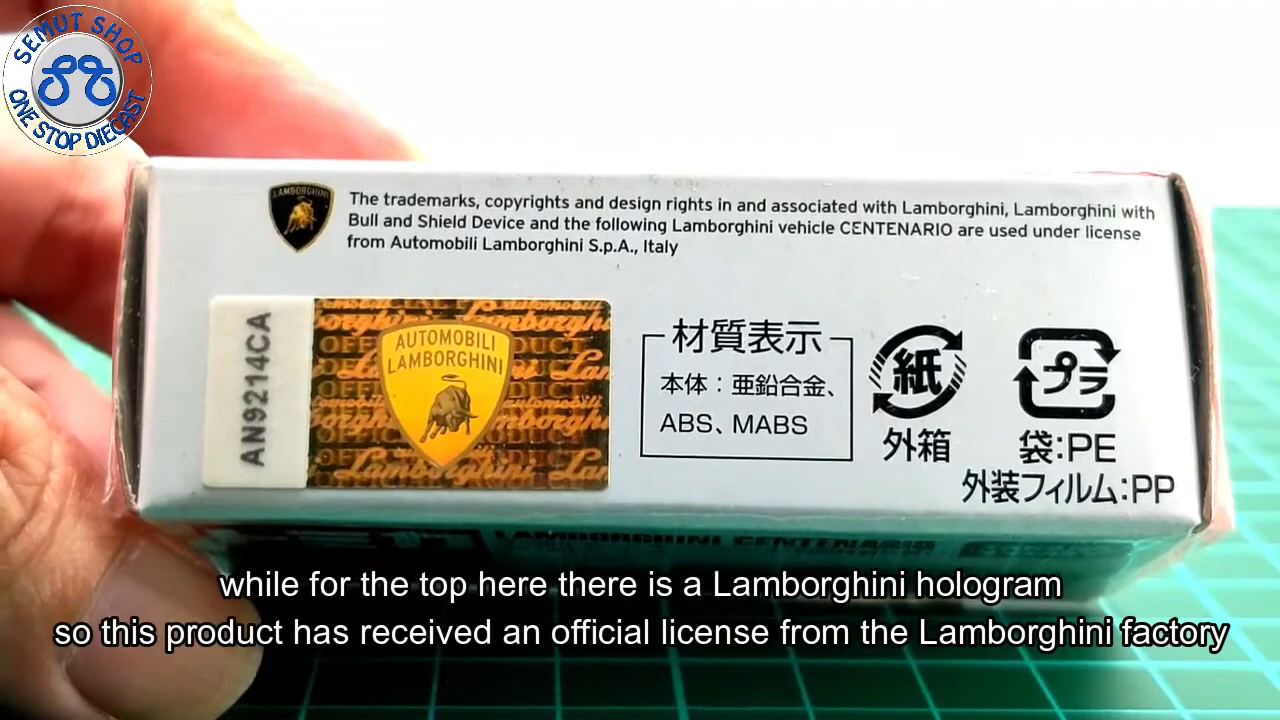 SEMUT SHOP
ONE STOP DIECAST
LAMBORGHINI
The trademarks, copyrights and design rights in and associated with Lamborghini, Lamborghini with
Bull and Shield Device and the following Lamborghini vehicle CENTENARIO are used under license
from Automobili Lamborghini S.p.A., Italy
AN9214CA
AUTOMOBILI
LAMBORGHINI
材質表示
本体：亜鉛合金、
ABS、MABS
紙
外箱
プラ
袋:PE
外装フィルム:PP
LAMBORGHINI CENTENARIO
while for the top here there is a Lamborghini hologram
so this product has received an official license from the Lamborghini factory